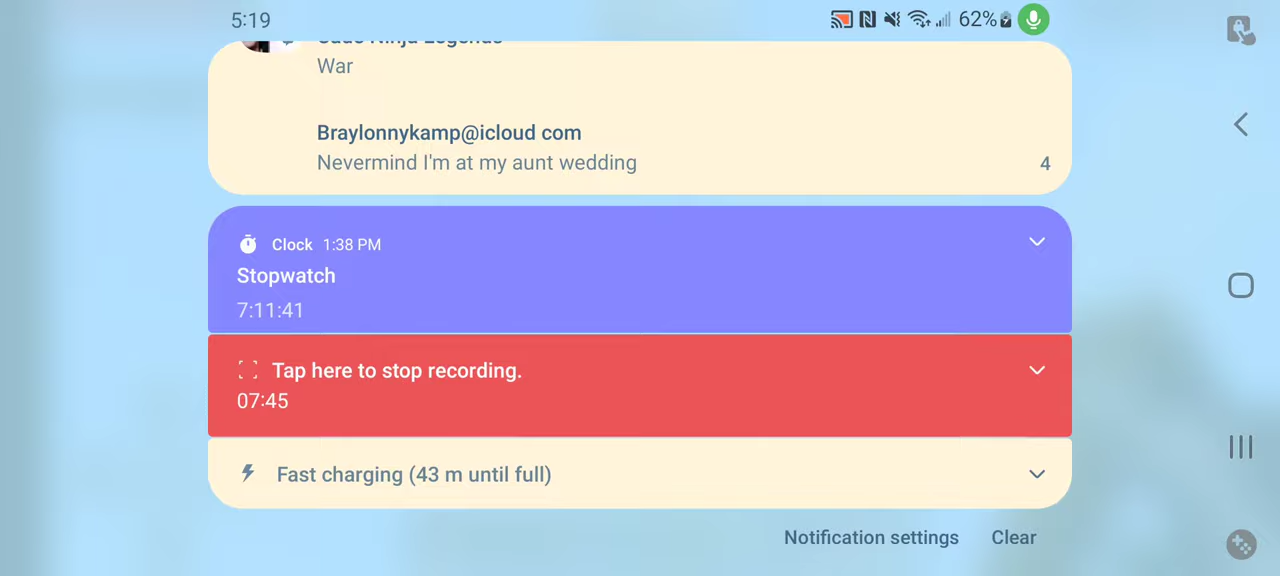 5:19
62%
War
Braylonnykamp@icloud com
Nevermind I'm at my aunt wedding
4
Clock 1:38 PM
Stopwatch
7:11:41
Tap here to stop recording.
07:45
Fast charging (43 m until full)
Notification settings Clear